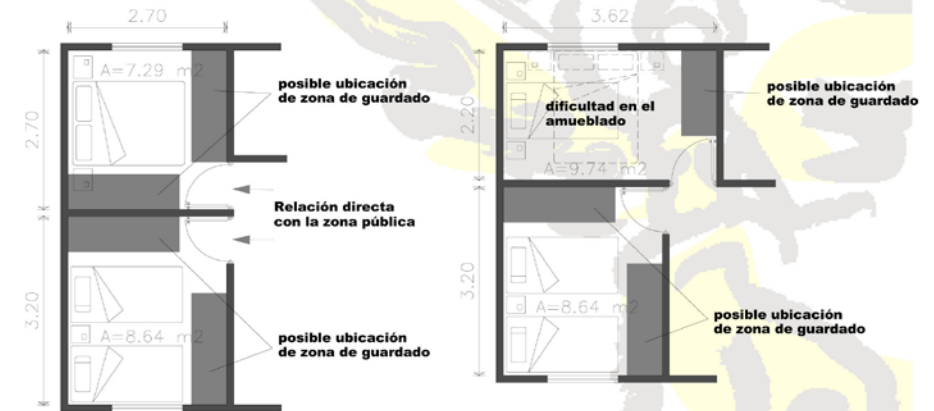 2.70
A=7.29 m2
posible ubicación
de zona de guardado
2.70
Relación directa
con la zona pública
3.20
A=8.64 m2
posible ubicación
de zona de guardado
3.62
posible ubicación
de zona de guardado
dificultad en el
amueblado
2.20
A=9.74 m2
3.20
A=8.64 m2
posible ubicación
de zona de guardado